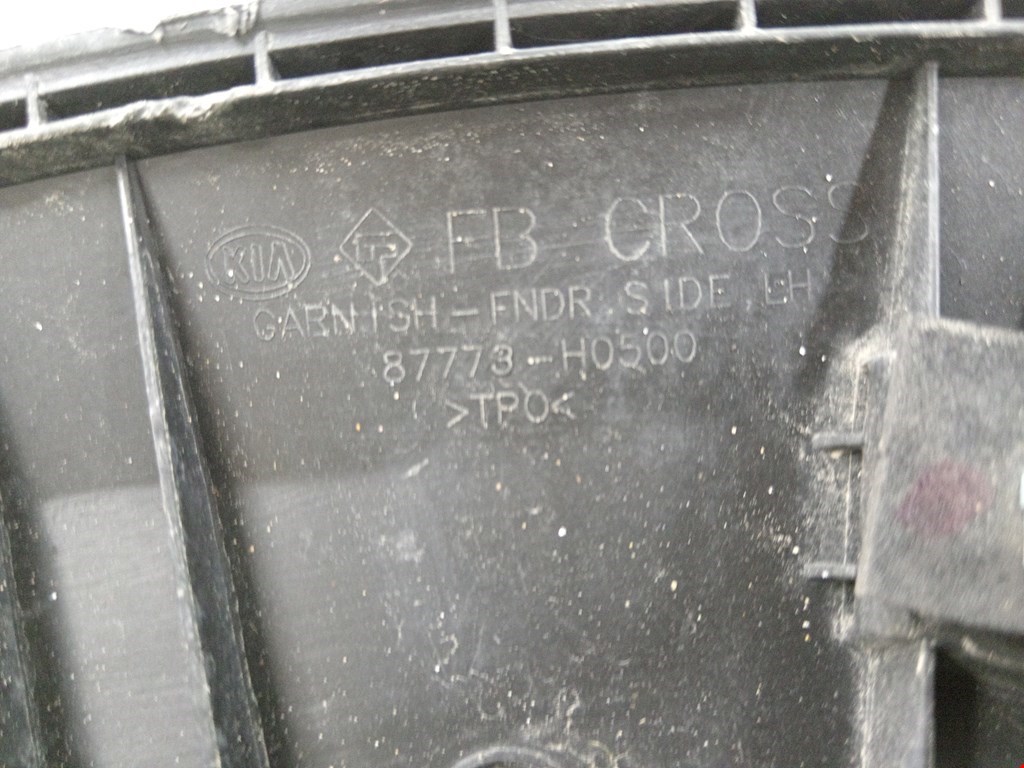 KIA FB CROSS
GARNISH-FNDR SIDE, LH
87773-H0500
>TPO<